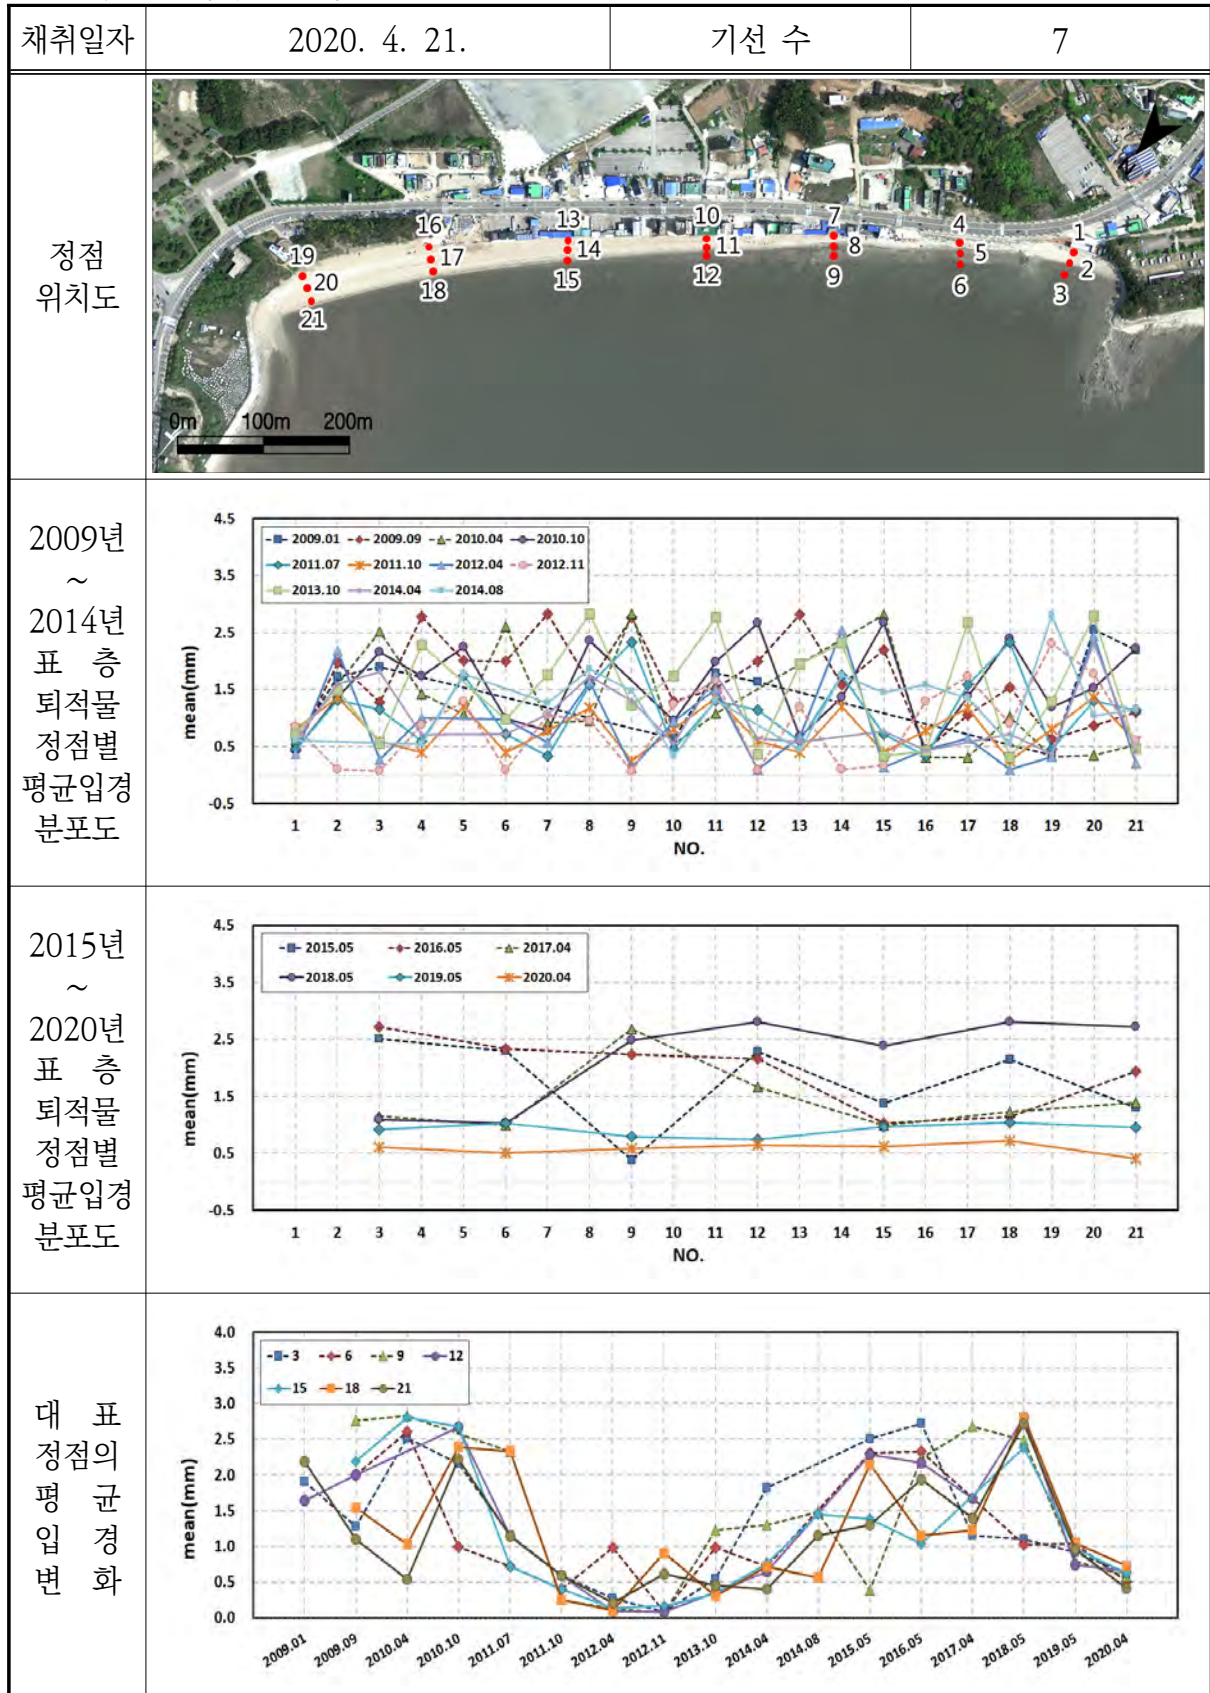 채취일자 2020. 4. 21. 기선 수 7
정점
위치도
1
2
3
4
5
6
7
8
9
10
11
12
13
14
15
16
17
18
19
20
21
0m 100m 200m
2009년
~
2014년
표 층
퇴적물
정점별
평균입경
분포도
mean(mm)
4.5
3.5
2.5
1.5
0.5
-0.5
2009.01 2009.09 2010.04 2010.10
2011.07 2011.10 2012.04 2012.11
2013.10 2014.04 2014.08
1 2 3 4 5 6 7 8 9 10 11 12 13 14 15 16 17 18 19 20 21
NO.
2015년
~
2020년
표 층
퇴적물
정점별
평균입경
분포도
mean(mm)
4.5
3.5
2.5
1.5
0.5
-0.5
2015.05 2016.05 2017.04
2018.05 2019.05 2020.04
1 2 3 4 5 6 7 8 9 10 11 12 13 14 15 16 17 18 19 20 21
NO.
대 표
정점의
평 균
입 경
변 화
mean(mm)
4.0
3.5
3.0
2.5
2.0
1.5
1.0
0.5
0.0
3 6 9 12
15 18 21
2009.01 2009.09 2010.04 2010.10 2011.07 2011.10 2012.04 2012.11 2013.10 2014.04 2014.08 2015.05 2016.05 2017.04 2018.05 2019.05 2020.04